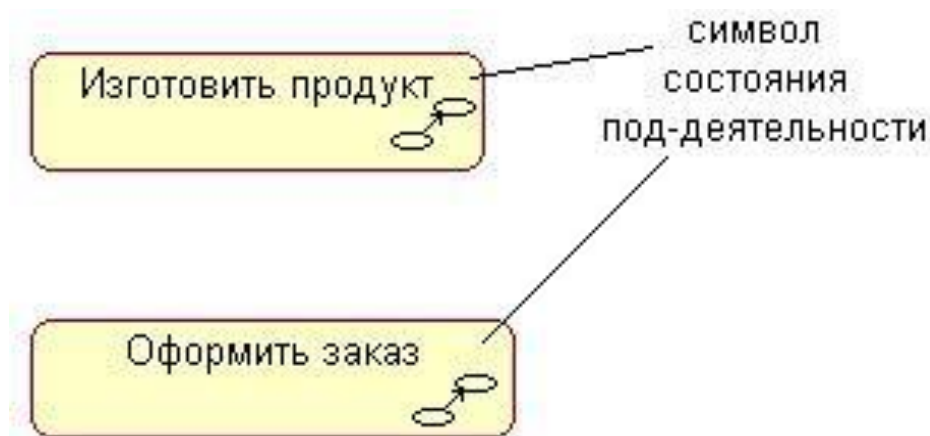 символ
состояния
под-деятельности
Изготовить продукт
Оформить заказ